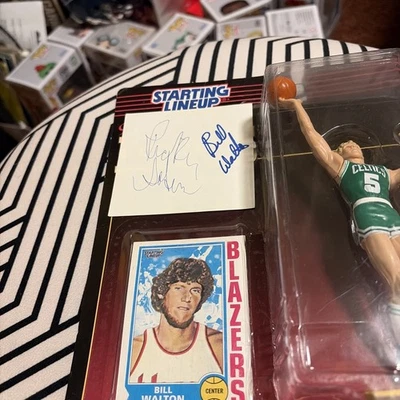 STARTING
LINEUP
Bill
Walton
CELTICS
5
BLAZERS
BILL
WALTON
CENTER